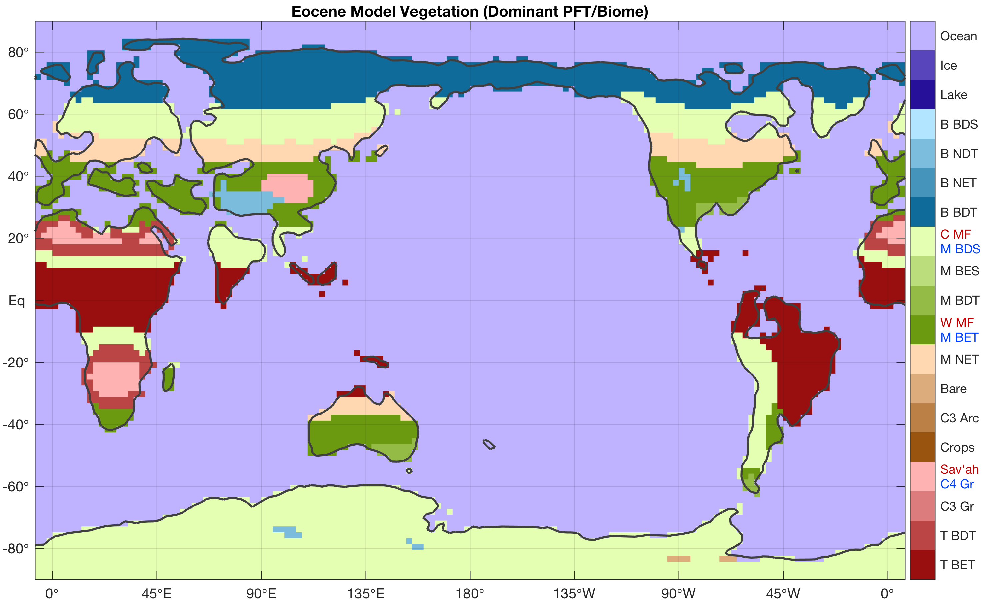 Eocene Model Vegetation (Dominant PFT/Biome)
80°
60°
40°
20°
Eq
-20°
-40°
-60°
-80°
0°
45°E
90°E
135°E
180°
135°W
90°W
45°W
0°
Ocean
Ice
Lake
B BDS
B NDT
B NET
B BDT
C MF
M BDS
M BES
M BDT
W MF
M BET
M NET
Bare
C3 Arc
Crops
Sav'ah
C4 Gr
C3 Gr
T BDT
T BET